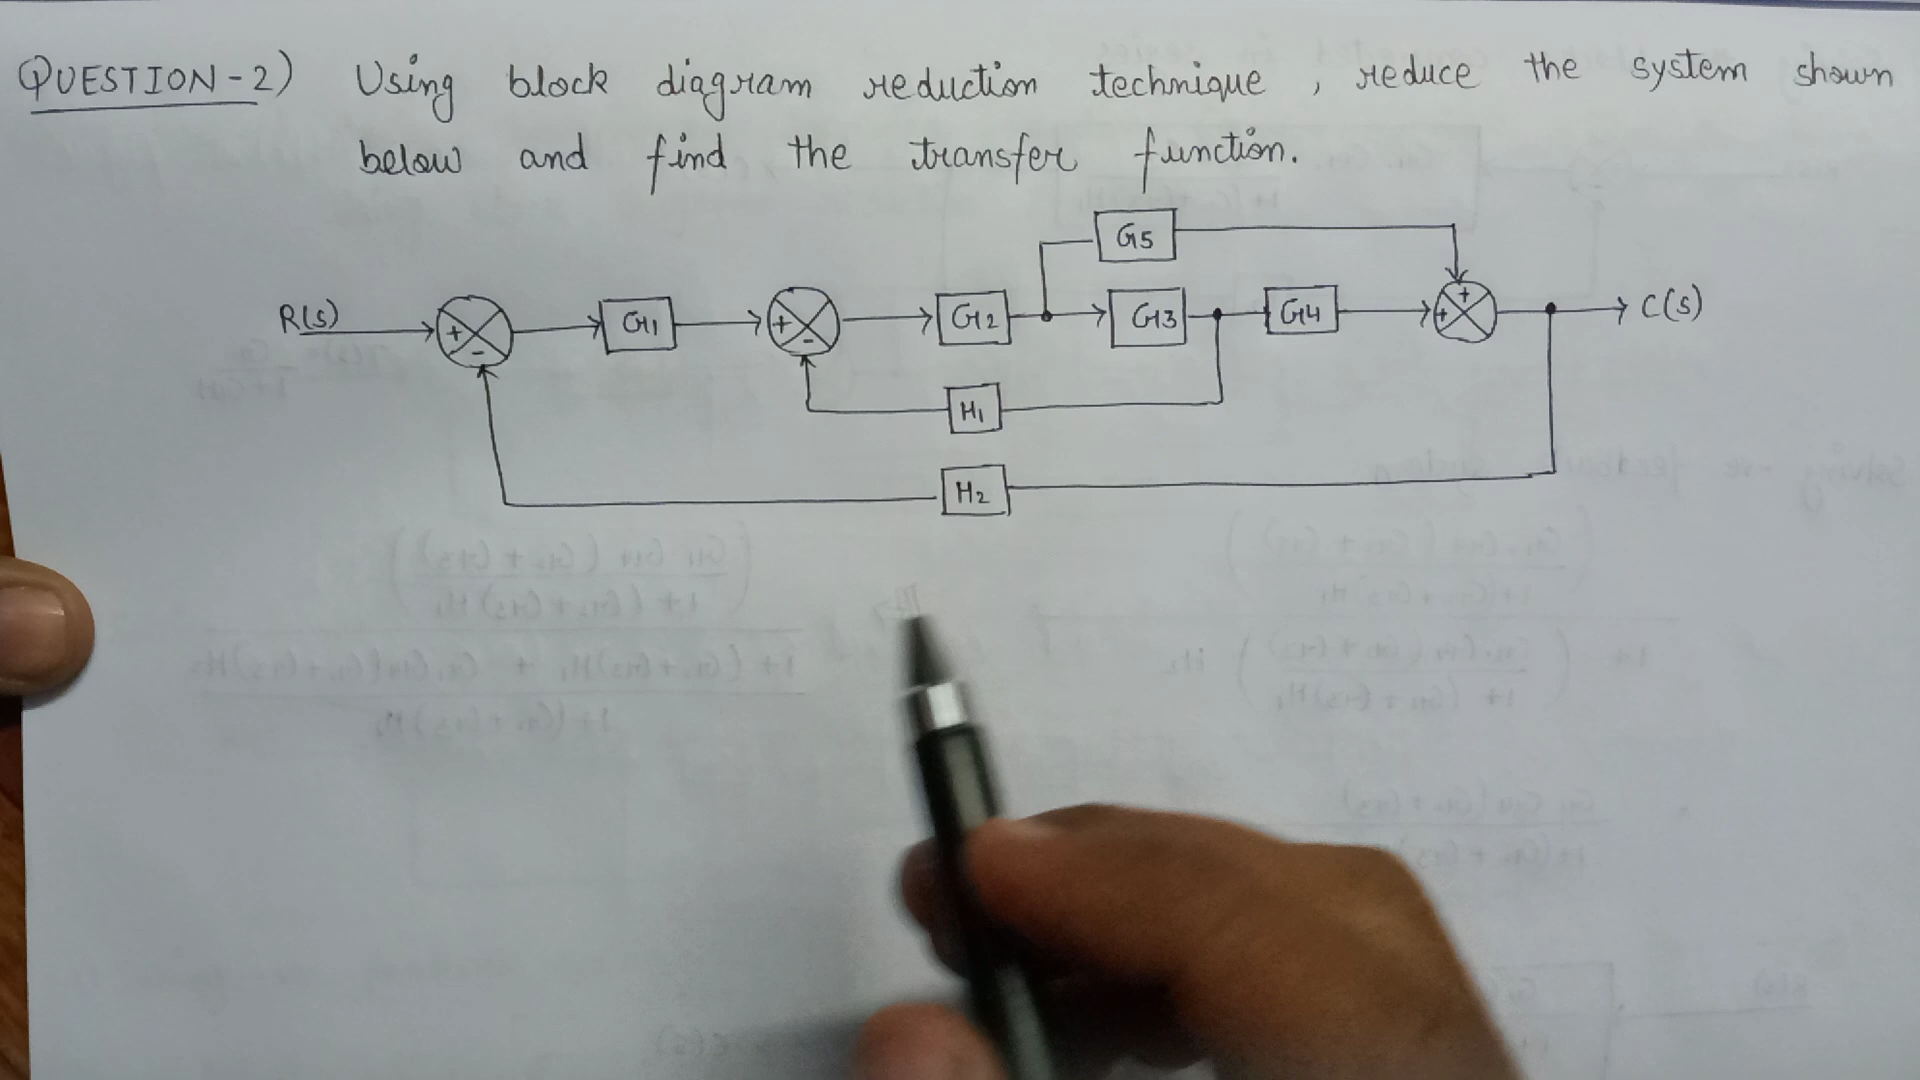 QUESTION-2) Using block diagram reduction technique, reduce the system shown
below and find the transfer function.
G5
R(s) + - G1 + - G2 G3 G4 + + C(s)
H1
H2